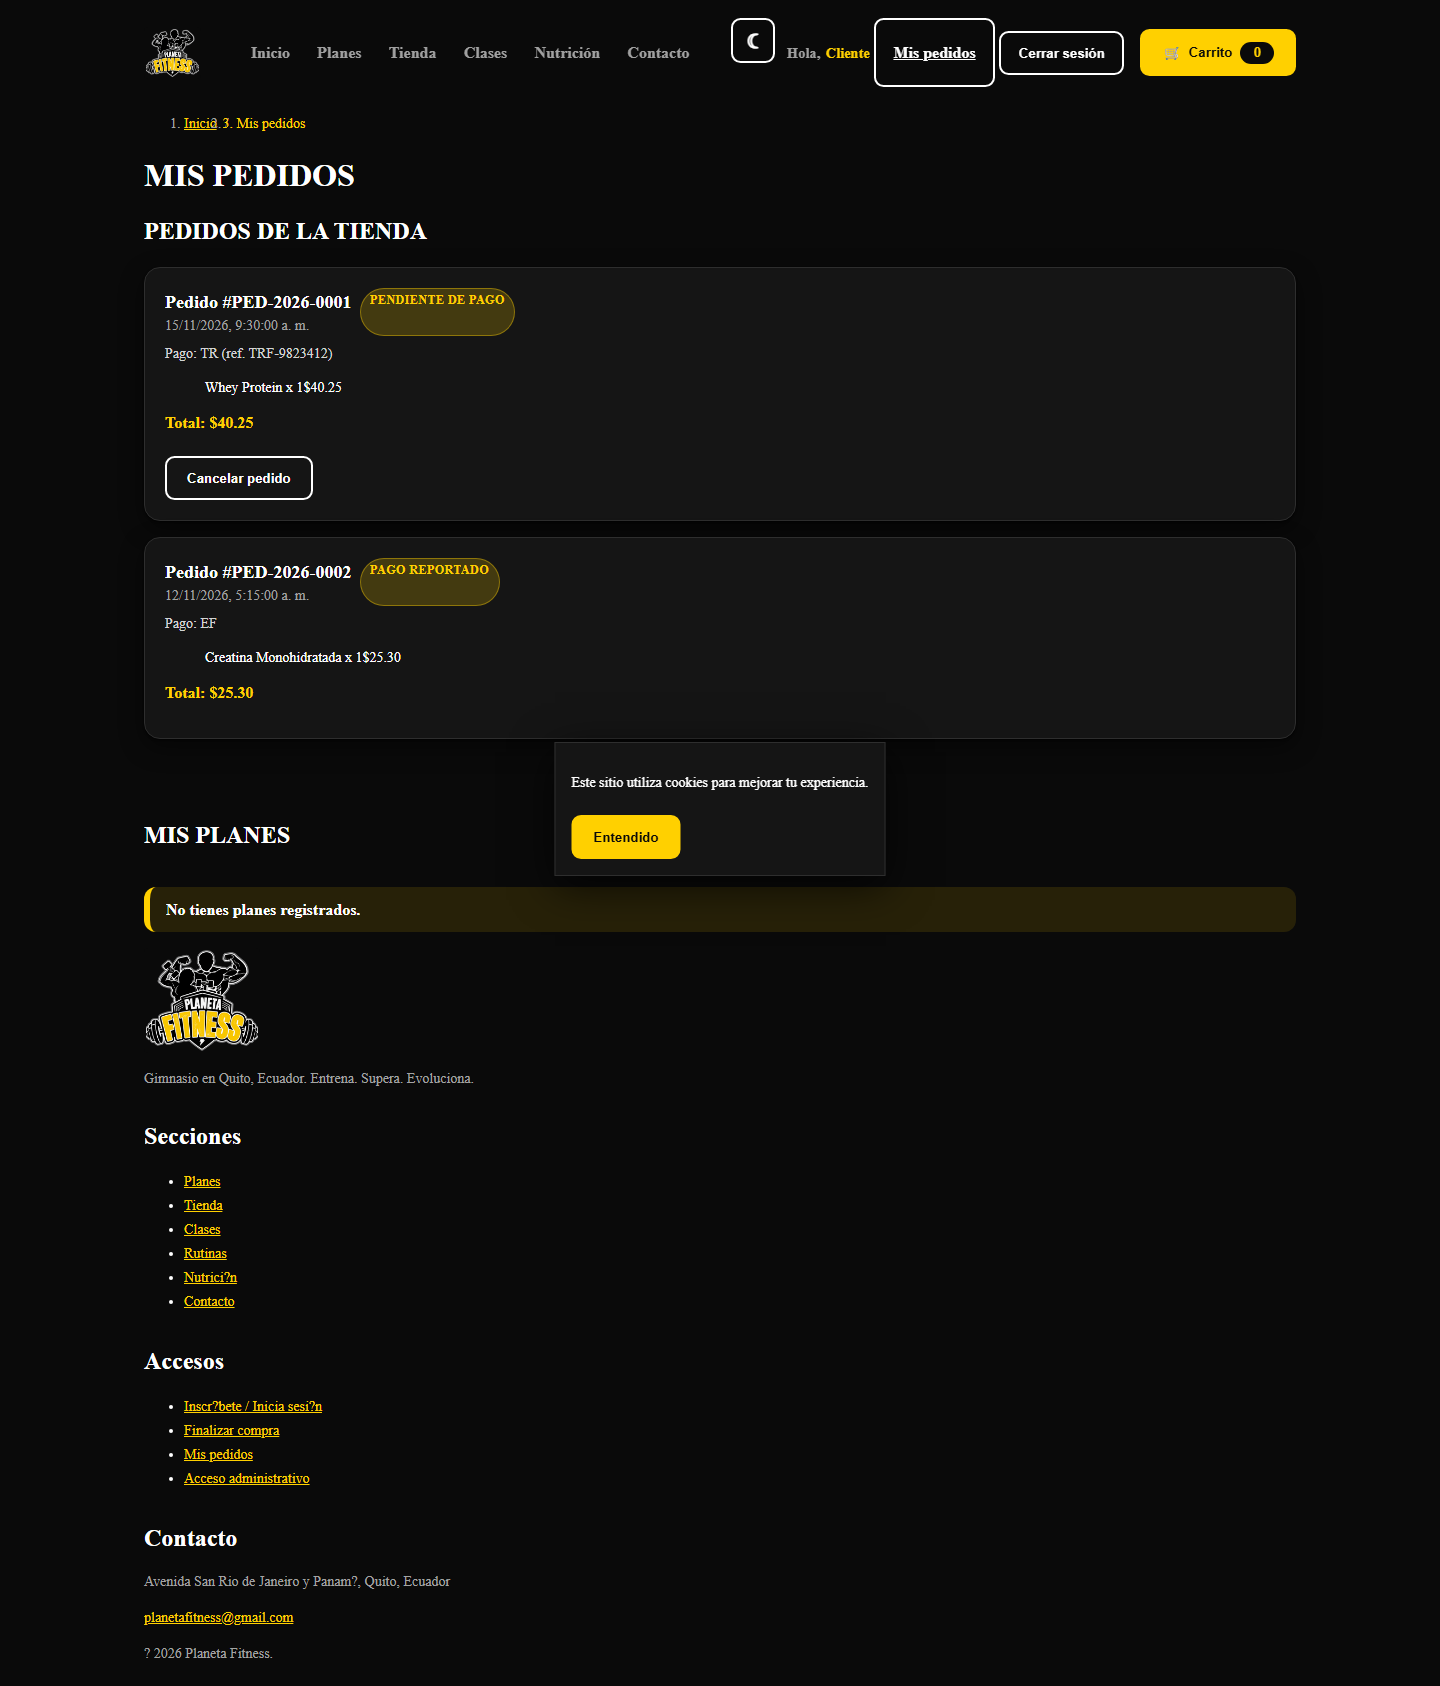 PLANETA
FITNESS
Inicio Planes Tienda Clases Nutrición Contacto Hola, Cliente Mis pedidos Cerrar sesión 🛒 Carrito 0
1. Inicio 3. Mis pedidos
MIS PEDIDOS
PEDIDOS DE LA TIENDA
Pedido #PED-2026-0001 PENDIENTE DE PAGO
15/11/2026, 9:30:00 a. m.
Pago: TR (ref. TRF-9823412)
Whey Protein x 1$40.25
Total: $40.25
Cancelar pedido
Pedido #PED-2026-0002 PAGO REPORTADO
12/11/2026, 5:15:00 a. m.
Pago: EF
Creatina Monohidratada x 1$25.30
Total: $25.30
Este sitio utiliza cookies para mejorar tu experiencia.
Entendido
MIS PLANES
No tienes planes registrados.
PLANETA
FITNESS
Gimnasio en Quito, Ecuador. Entrena. Supera. Evoluciona.
Secciones
Planes
Tienda
Clases
Rutinas
Nutrici?n
Contacto
Accesos
Inscr?bete / Inicia sesi?n
Finalizar compra
Mis pedidos
Acceso administrativo
Contacto
Avenida San Rio de Janeiro y Panam?, Quito, Ecuador
planetafitness@gmail.com
? 2026 Planeta Fitness.